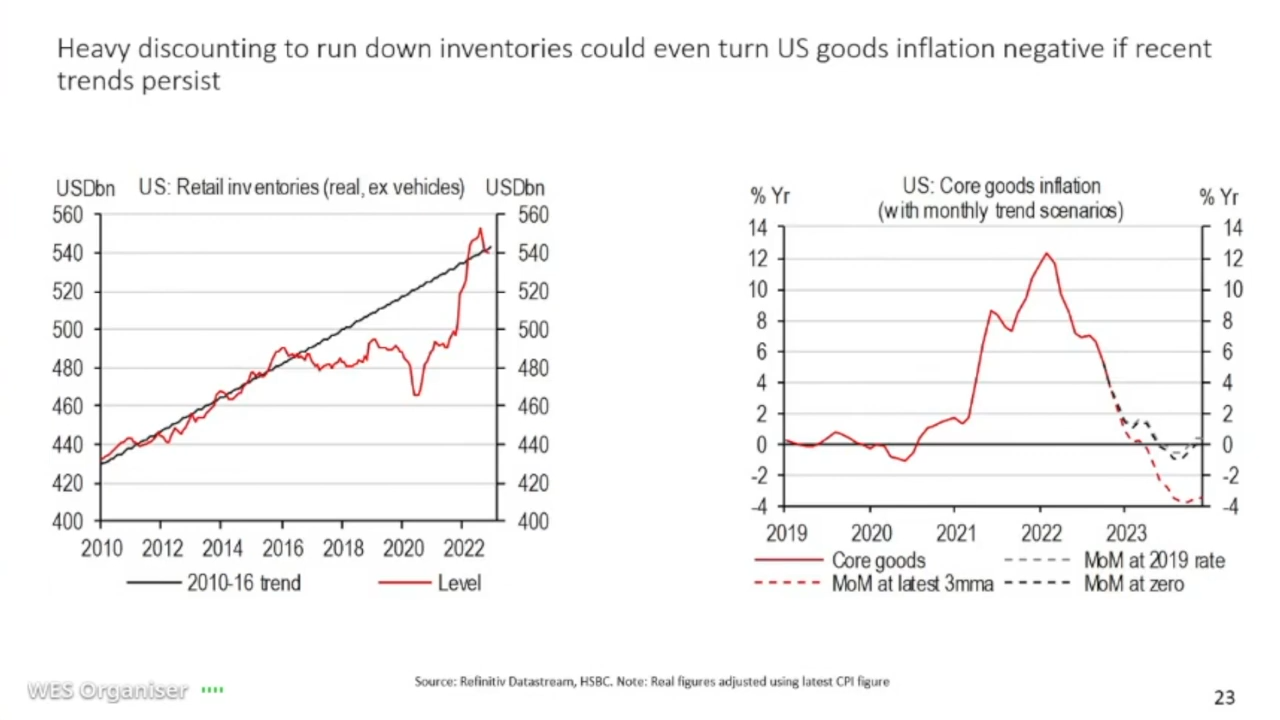 Heavy discounting to run down inventories could even turn US goods inflation negative if recent
trends persist
USDbn US: Retail inventories (real, ex vehicles) USDbn
560 560
540 540
520 520
500 500
480 480
460 460
440 440
420 420
400 400
2010 2012 2014 2016 2018 2020 2022
2010-16 trend Level
% Yr US: Core goods inflation % Yr
(with monthly trend scenarios)
14 14
12 12
10 10
8 8
6 6
4 4
2 2
0 0
-2 -2
-4 -4
2019 2020 2021 2022 2023
Core goods MoM at 2019 rate
MoM at latest 3mma MoM at zero
Source: Refinitiv Datastream, HSBC. Note: Real figures adjusted using latest CPI figure
WES Organiser
23